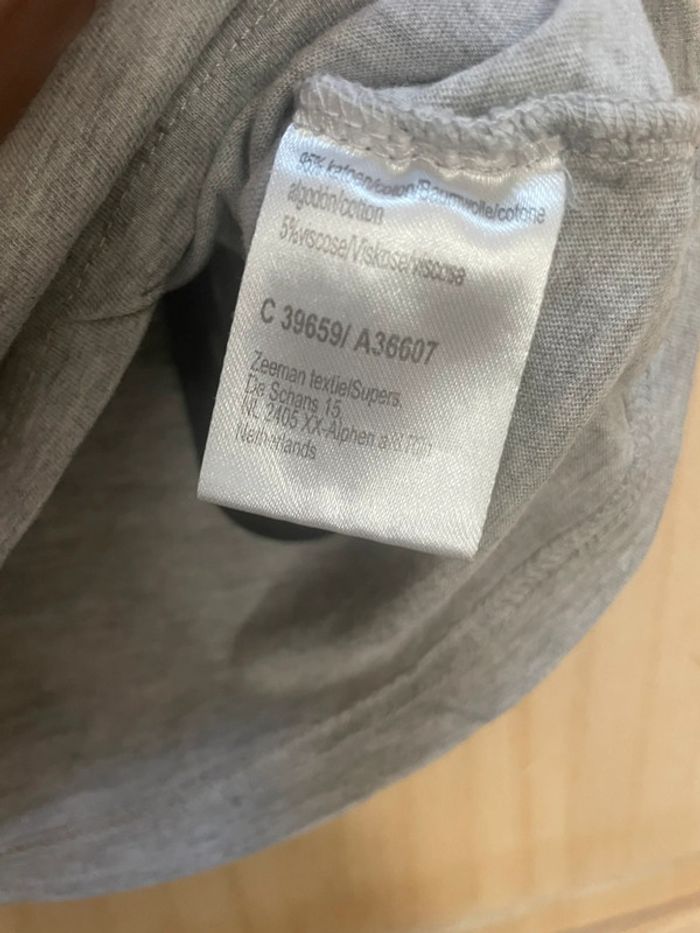 95% katoen/coton/Baumwolle/cotone
algodón/cotton
5%viscose/Viskose/viscose
C 39659/ A36607
Zeeman textielSupers.
De Schans 15,
NL 2405 XX-Alphen a/d Rijn
Netherlands